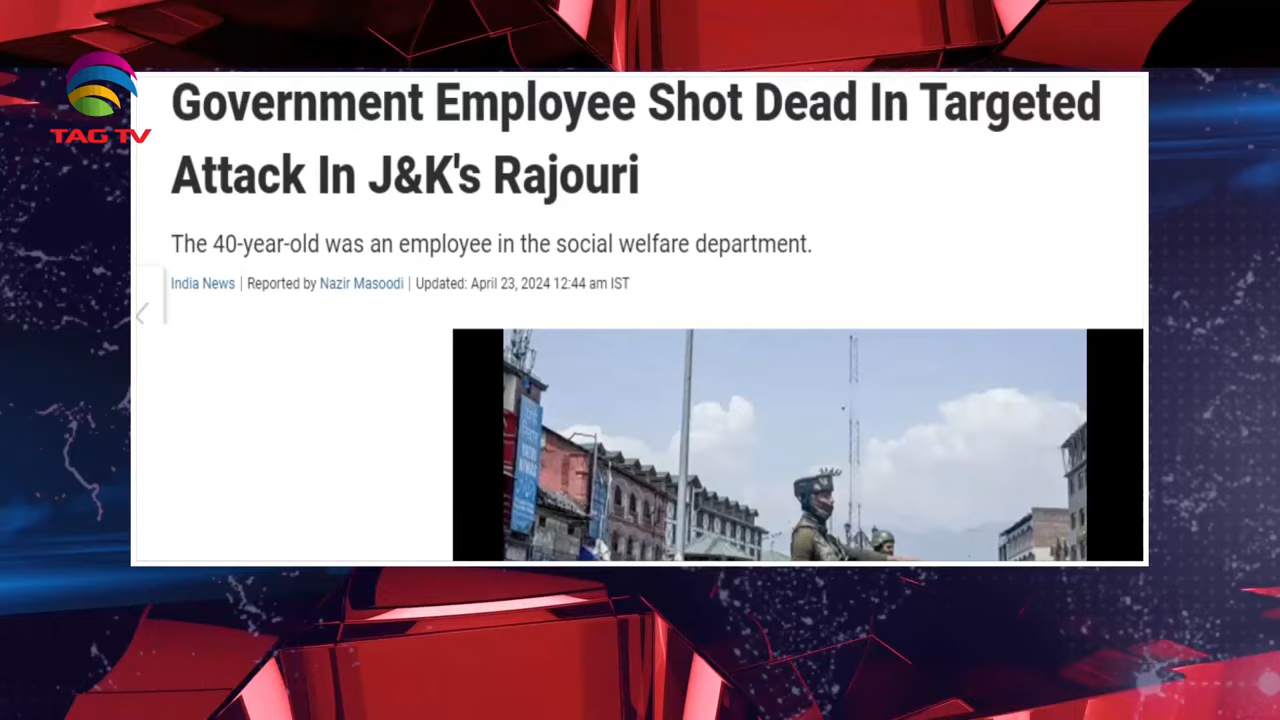 TAG TV
Government Employee Shot Dead In Targeted
Attack In J&K's Rajouri
The 40-year-old was an employee in the social welfare department.
India News | Reported by Nazir Masoodi | Updated: April 23, 2024 12:44 am IST